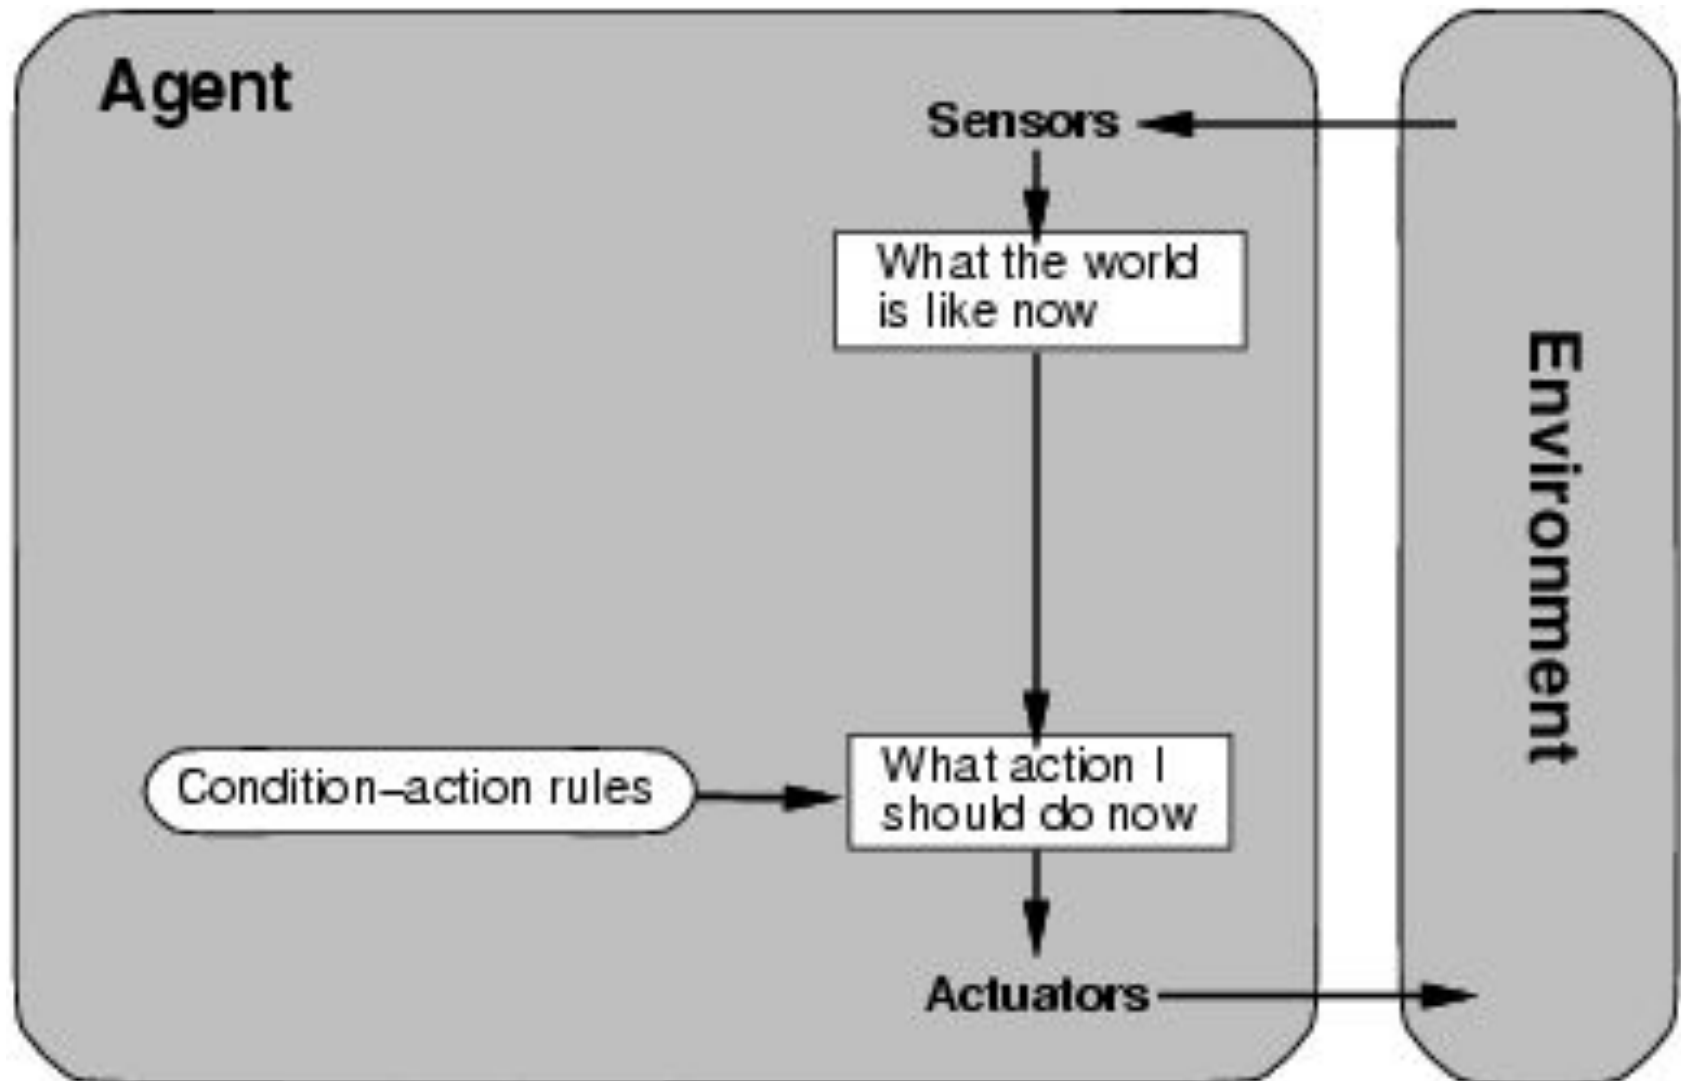 Agent
Sensors
What the world
is like now
Environment
Condition–action rules
What action I
should do now
Actuators